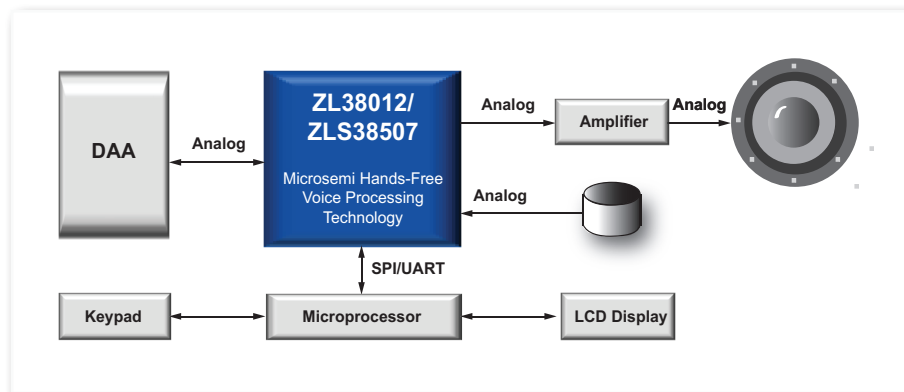 ZL38012/
ZLS38507
Microsemi Hands-Free
Voice Processing
Technology
DAA
Analog
Analog
Amplifier
Analog
Analog
SPI/UART
Keypad
Microprocessor
LCD Display